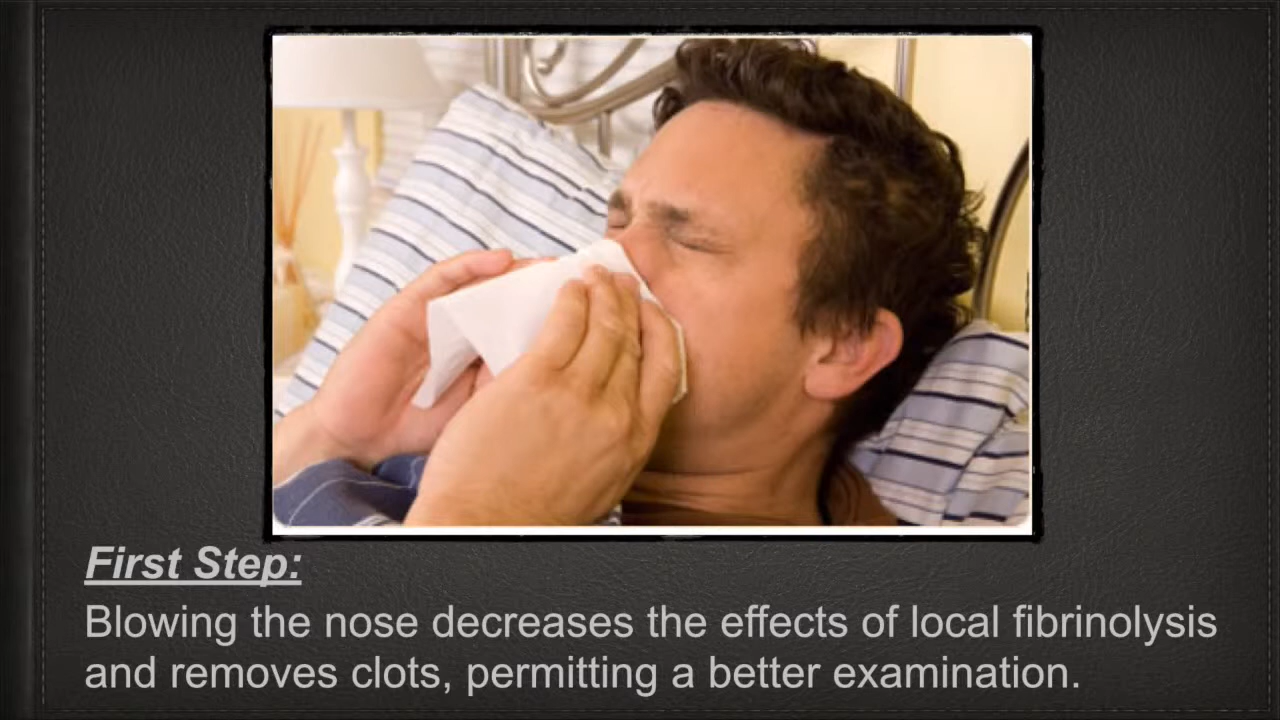 First Step:
Blowing the nose decreases the effects of local fibrinolysis
and removes clots, permitting a better examination.